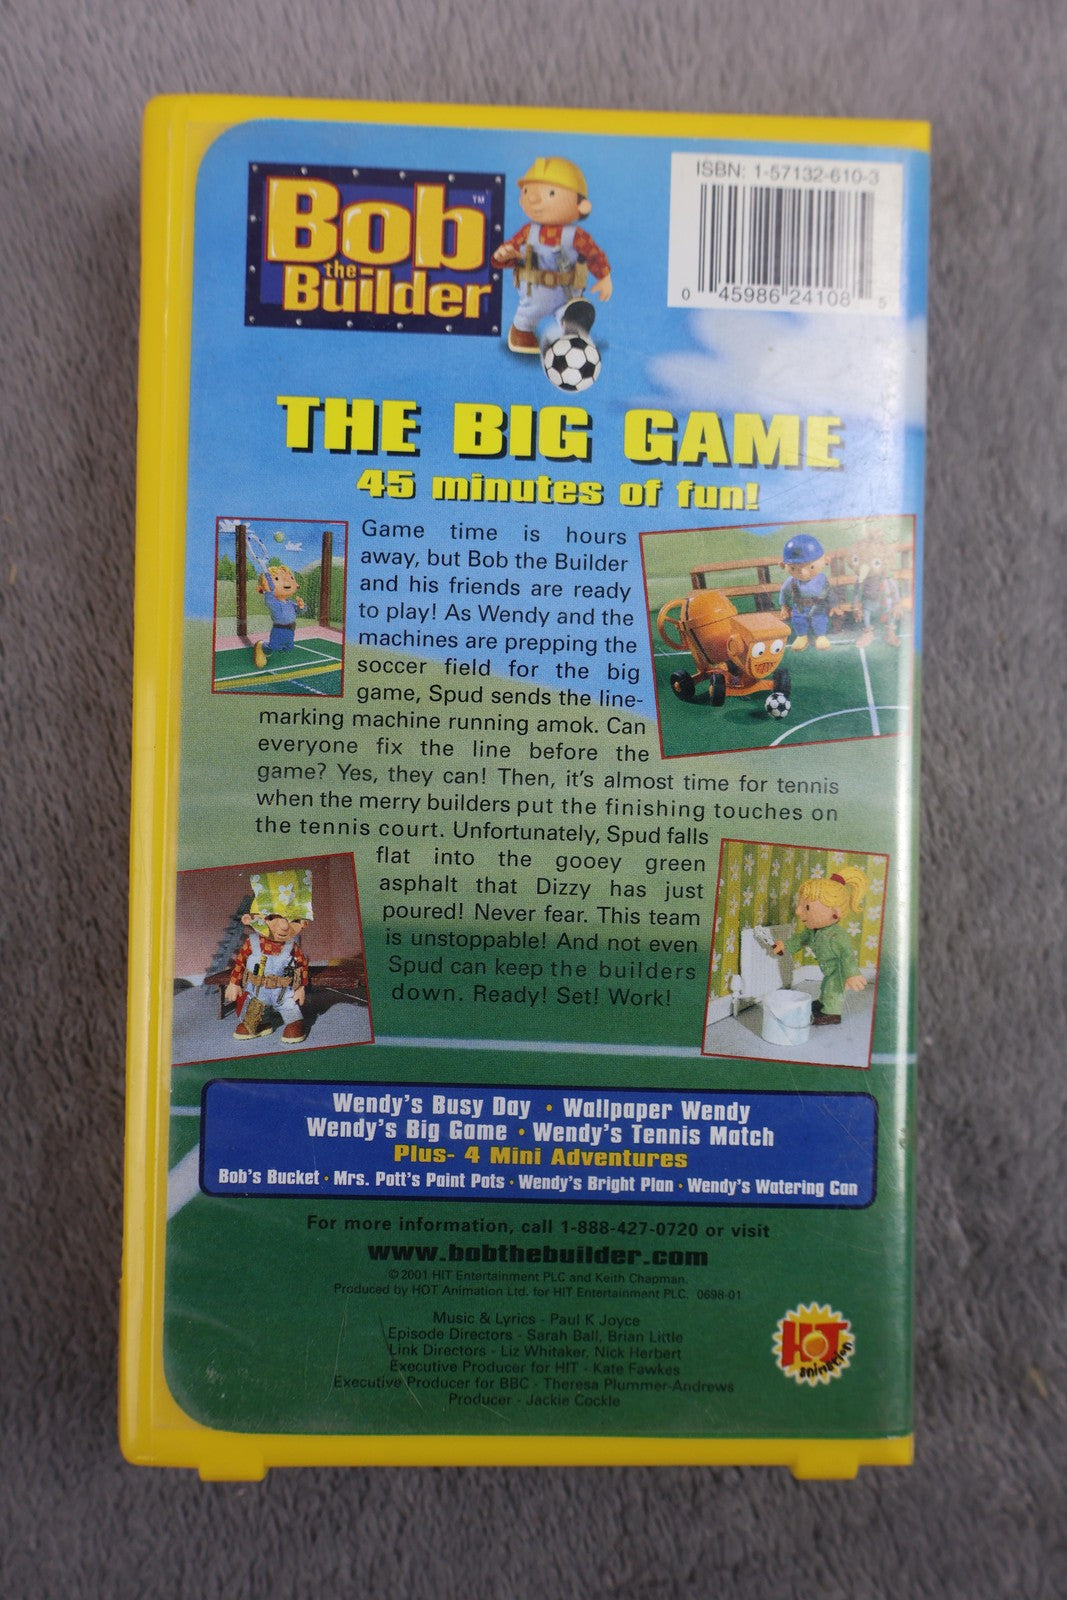 Bob
the
Builder
TM
ISBN: 1-57132-610-3
0 45986 24108 5
THE BIG GAME
45 minutes of fun!
Game time is hours
away, but Bob the Builder
and his friends are ready
to play! As Wendy and the
machines are prepping the
soccer field for the big
game, Spud sends the line-
marking machine running amok. Can
everyone fix the line before the
game? Yes, they can! Then, it's almost time for tennis
when the merry builders put the finishing touches on
the tennis court. Unfortunately, Spud falls
flat into the gooey green
asphalt that Dizzy has just
poured! Never fear. This team
is unstoppable! And not even
Spud can keep the builders
down. Ready! Set! Work!
Wendy's Busy Day • Wallpaper Wendy
Wendy's Big Game • Wendy's Tennis Match
Plus- 4 Mini Adventures
Bob's Bucket • Mrs. Pott's Paint Pots • Wendy's Bright Plan • Wendy's Watering Can
For more information, call 1-888-427-0720 or visit
www.bobthebuilder.com
© 2001 HIT Entertainment PLC and Keith Chapman.
Produced by HOT Animation Ltd. for HIT Entertainment PLC. 0698-01
Music & Lyrics - Paul K Joyce
Episode Directors - Sarah Ball, Brian Little
Link Directors - Liz Whitaker, Nick Herbert
Executive Producer for HIT - Kate Fawkes
Executive Producer for BBC - Theresa Plummer-Andrews
Producer - Jackie Cockle
HOT
animation